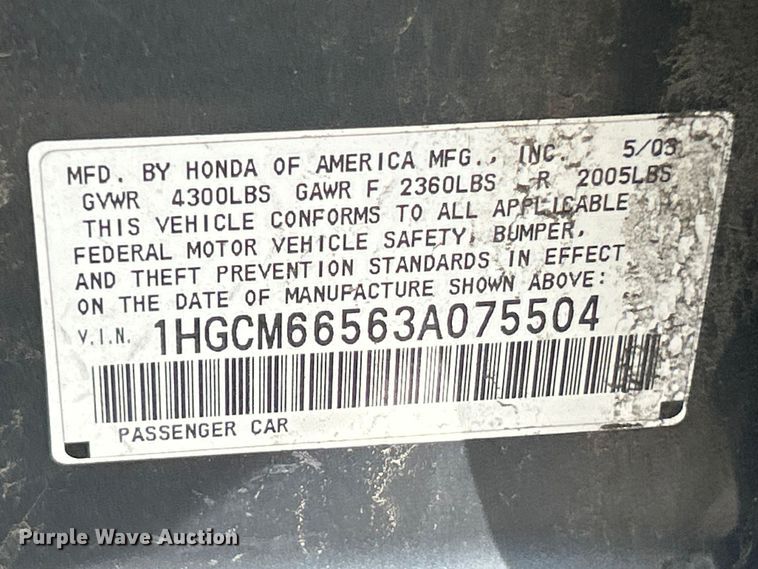 MFD. BY HONDA OF AMERICA MFG., INC. 5/03
GVWR 4300LBS GAWR F 2360LBS R 2005LBS
THIS VEHICLE CONFORMS TO ALL APPLICABLE
FEDERAL MOTOR VEHICLE SAFETY, BUMPER,
AND THEFT PREVENTION STANDARDS IN EFFECT
ON THE DATE OF MANUFACTURE SHOWN ABOVE:
V.I.N. 1HGCM66563A075504
PASSENGER CAR
Purple Wave Auction